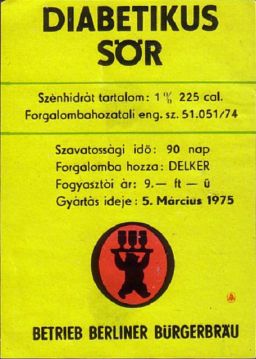 DIABETIKUS
SÖR
Szénhidrát tartalom: 1 % 225 cal.
Forgalombahozatali eng. sz. 51.051/74
Szavatossági idő: 90 nap
Forgalomba hozza: DELKER
Fogyasztói ár: 9.— ft — ü
Gyártás ideje: 5. Március 1975
BETRIEB BERLINER BÜRGERBRÄU